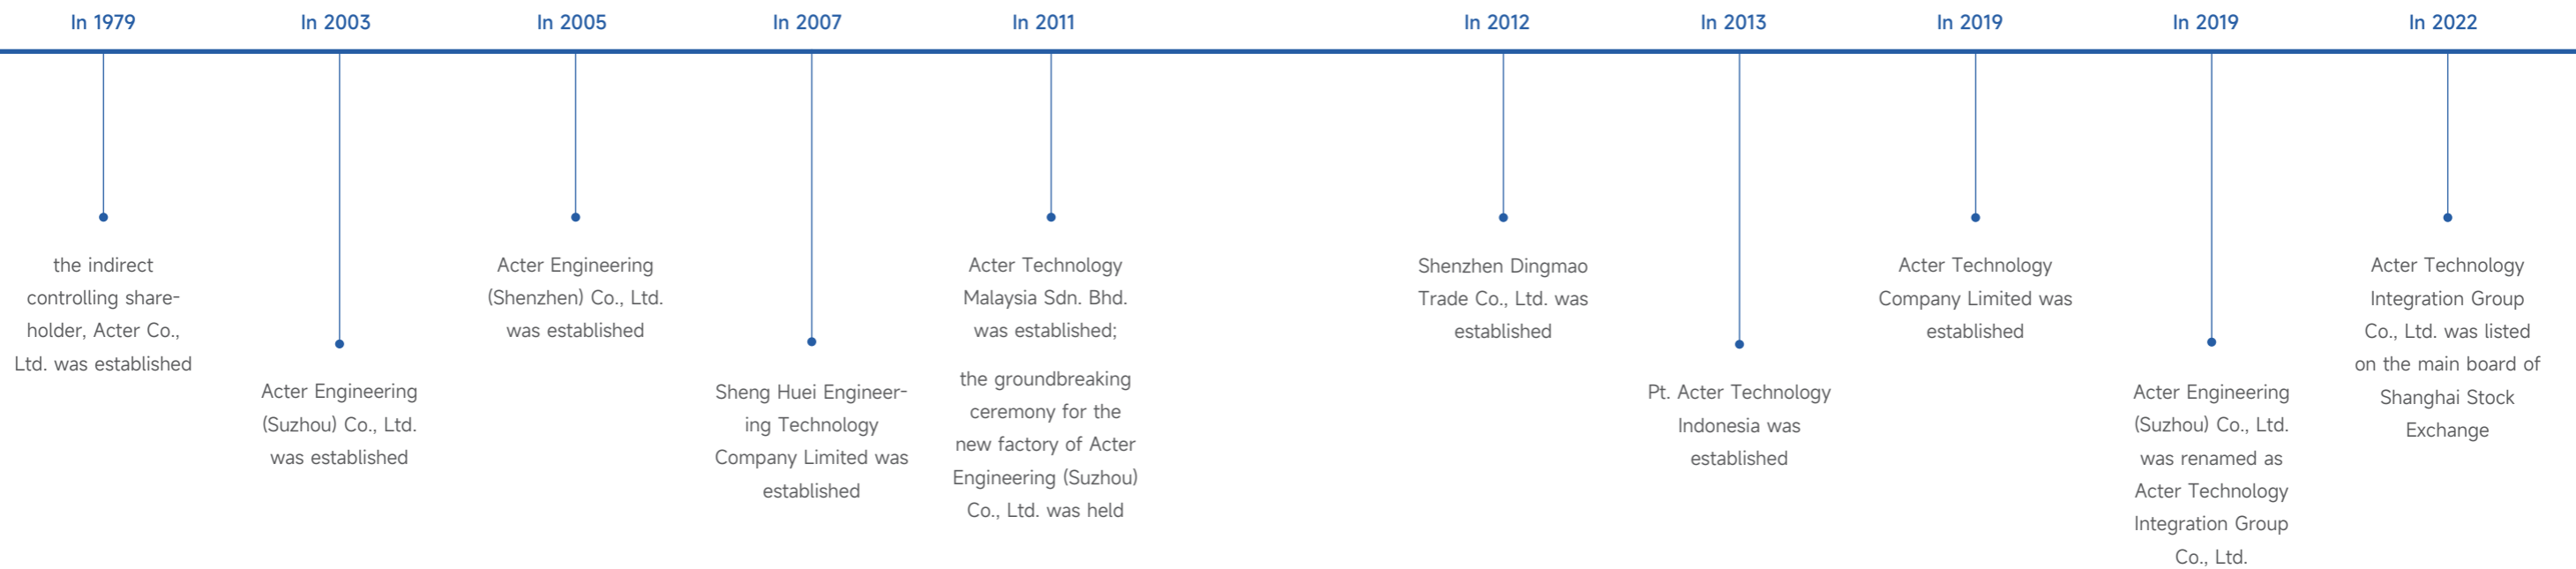 In 1979
the indirect
controlling share-
holder, Acter Co.,
Ltd. was established
In 2003
Acter Engineering
(Suzhou) Co., Ltd.
was established
In 2005
Acter Engineering
(Shenzhen) Co., Ltd.
was established
In 2007
Sheng Huei Engineer-
ing Technology
Company Limited was
established
In 2011
Acter Technology
Malaysia Sdn. Bhd.
was established;
the groundbreaking
ceremony for the
new factory of Acter
Engineering (Suzhou)
Co., Ltd. was held
In 2012
Shenzhen Dingmao
Trade Co., Ltd. was
established
In 2013
Pt. Acter Technology
Indonesia was
established
In 2019
Acter Technology
Company Limited was
established
In 2019
Acter Engineering
(Suzhou) Co., Ltd.
was renamed as
Acter Technology
Integration Group
Co., Ltd.
In 2022
Acter Technology
Integration Group
Co., Ltd. was listed
on the main board of
Shanghai Stock
Exchange